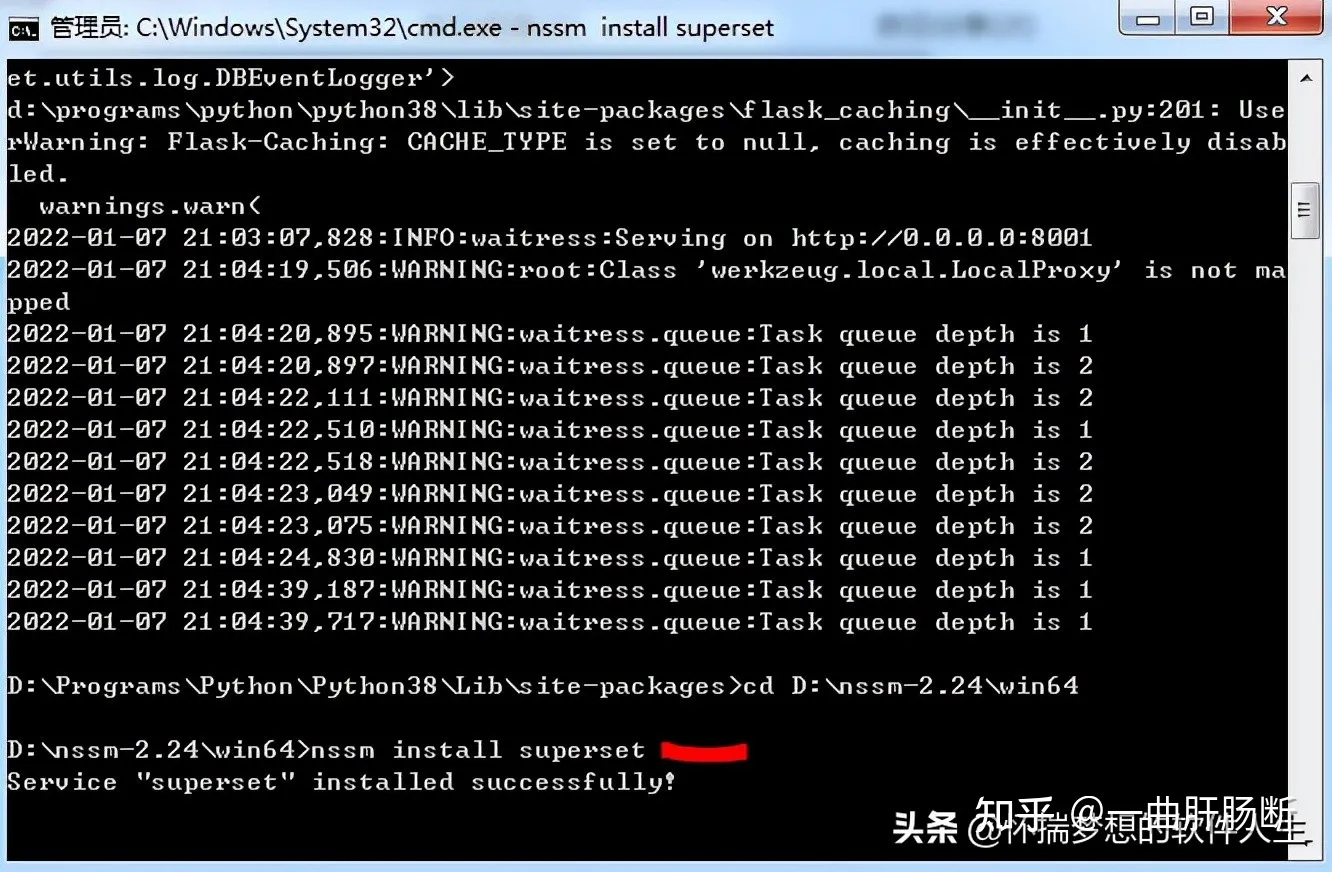 管理员: C:\Windows\System32\cmd.exe - nssm  install superset
et.utils.log.DBEventLogger'>
d:\programs\python\python38\lib\site-packages\flask_caching\__init__.py:201: Use
rWarning: Flask-Caching: CACHE_TYPE is set to null, caching is effectively disab
led.
  warnings.warn(
2022-01-07 21:03:07,828:INFO:waitress:Serving on http://0.0.0.0:8001
2022-01-07 21:04:19,506:WARNING:root:Class 'werkzeug.local.LocalProxy' is not ma
pped
2022-01-07 21:04:20,895:WARNING:waitress.queue:Task queue depth is 1
2022-01-07 21:04:20,897:WARNING:waitress.queue:Task queue depth is 2
2022-01-07 21:04:22,111:WARNING:waitress.queue:Task queue depth is 2
2022-01-07 21:04:22,510:WARNING:waitress.queue:Task queue depth is 1
2022-01-07 21:04:22,518:WARNING:waitress.queue:Task queue depth is 2
2022-01-07 21:04:23,049:WARNING:waitress.queue:Task queue depth is 2
2022-01-07 21:04:23,075:WARNING:waitress.queue:Task queue depth is 2
2022-01-07 21:04:24,830:WARNING:waitress.queue:Task queue depth is 1
2022-01-07 21:04:39,187:WARNING:waitress.queue:Task queue depth is 1
2022-01-07 21:04:39,717:WARNING:waitress.queue:Task queue depth is 1
D:\Programs\Python\Python38\Lib\site-packages>cd D:\nssm-2.24\win64
D:\nssm-2.24\win64>nssm install superset
Service "superset" installed successfully!
知乎 @一曲肝肠断
头条 @怀揣梦想的软件人生